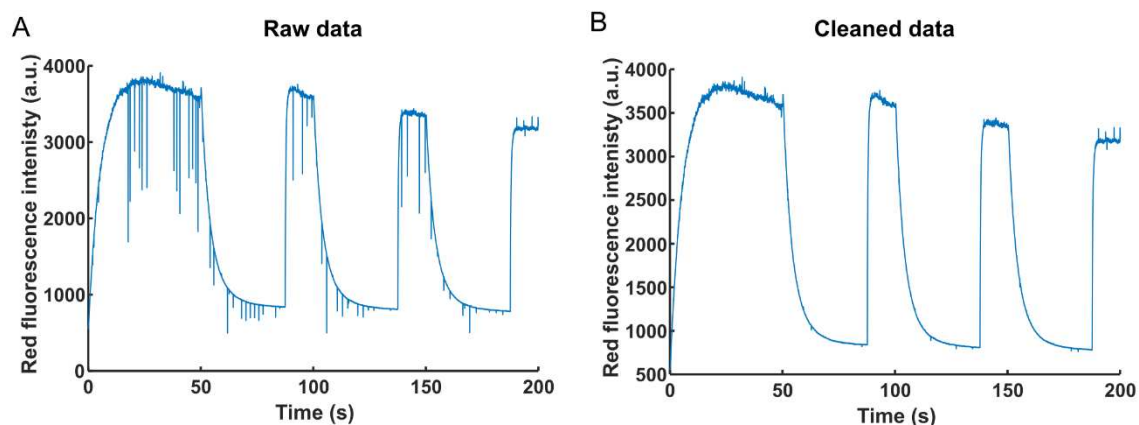 A
Raw data
Red fluorescence intenisty (a.u.)
4000
3000
2000
1000
0
0 50 100 150 200
Time (s)
B
Cleaned data
Red fluorescence intenisty (a.u.)
4000
3500
3000
2500
2000
1500
1000
500
0 50 100 150 200
Time (s)